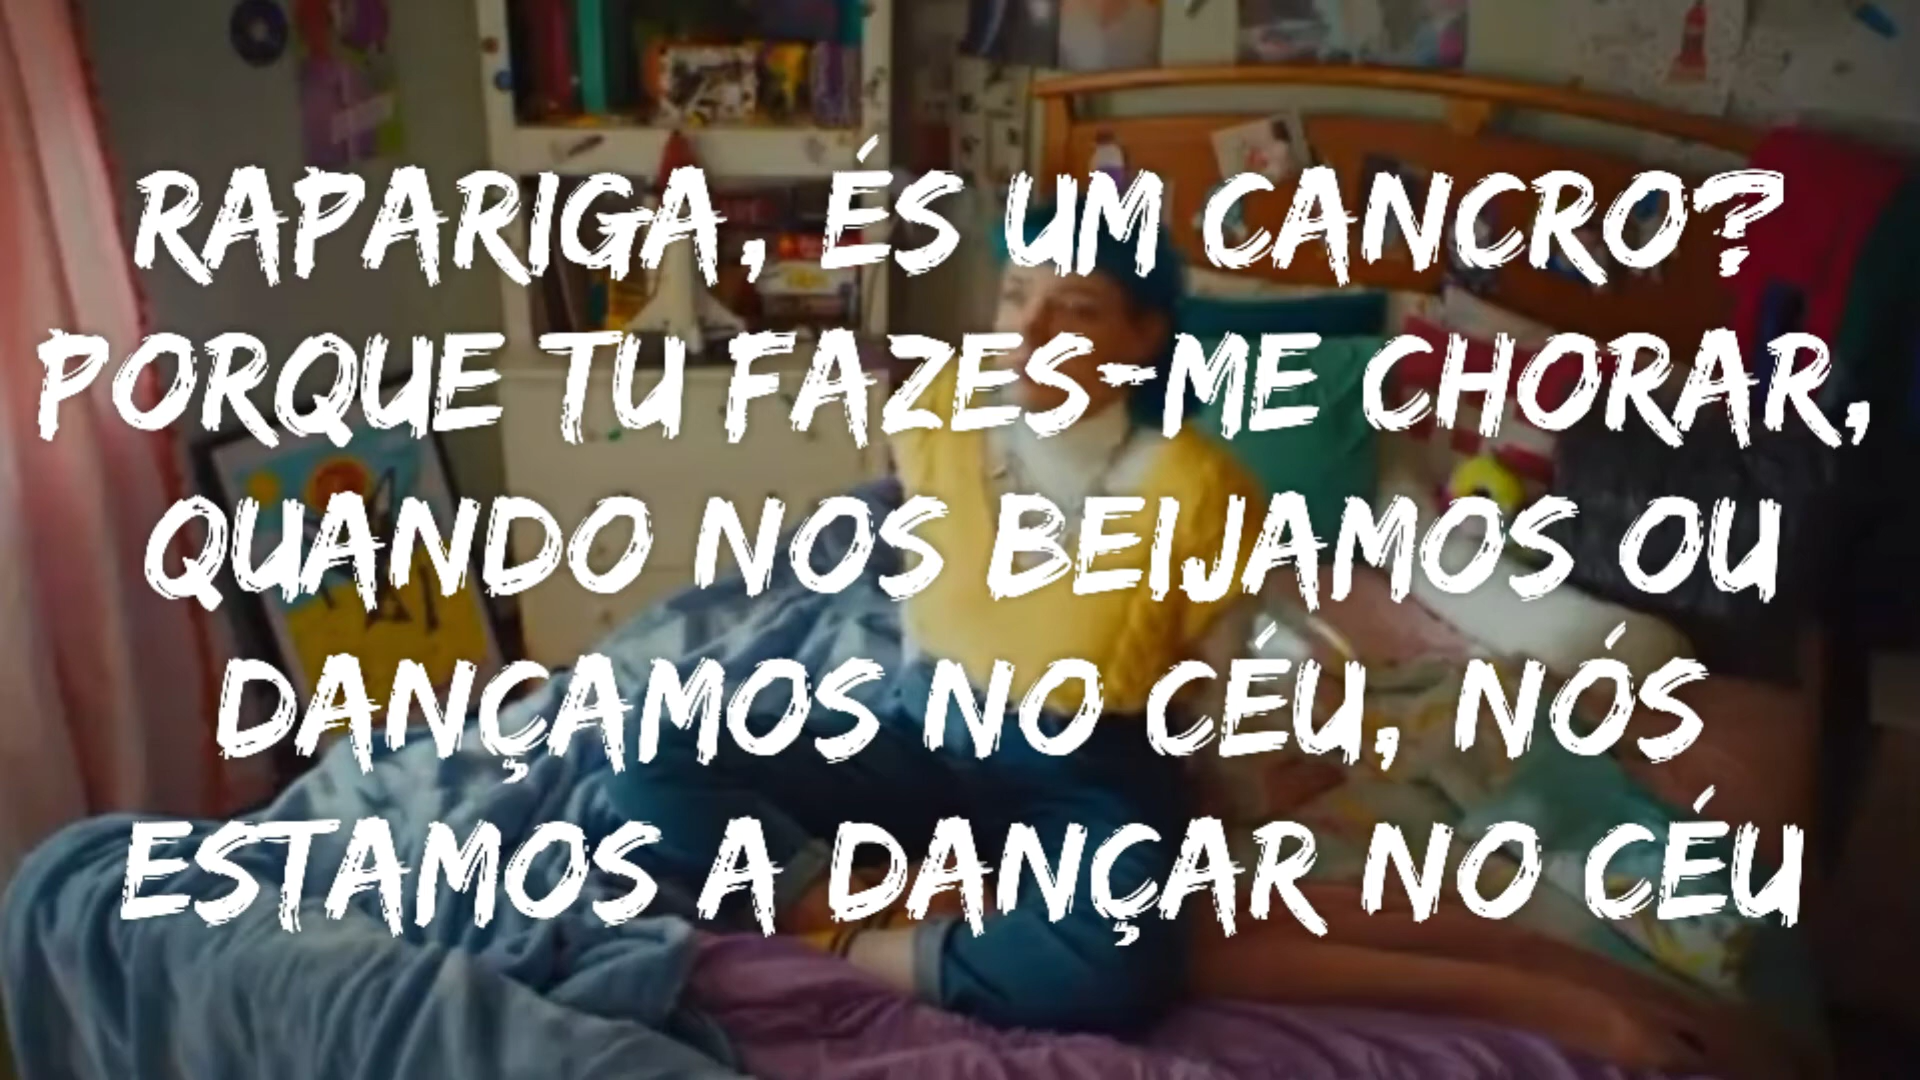 RAPARIGA, ÉS UM CANCRO?
PORQUE TU FAZES-ME CHORAR,
QUANDO NOS BEIJAMOS OU
DANÇAMOS NO CÉU, NÓS
ESTAMOS A DANÇAR NO CÉU